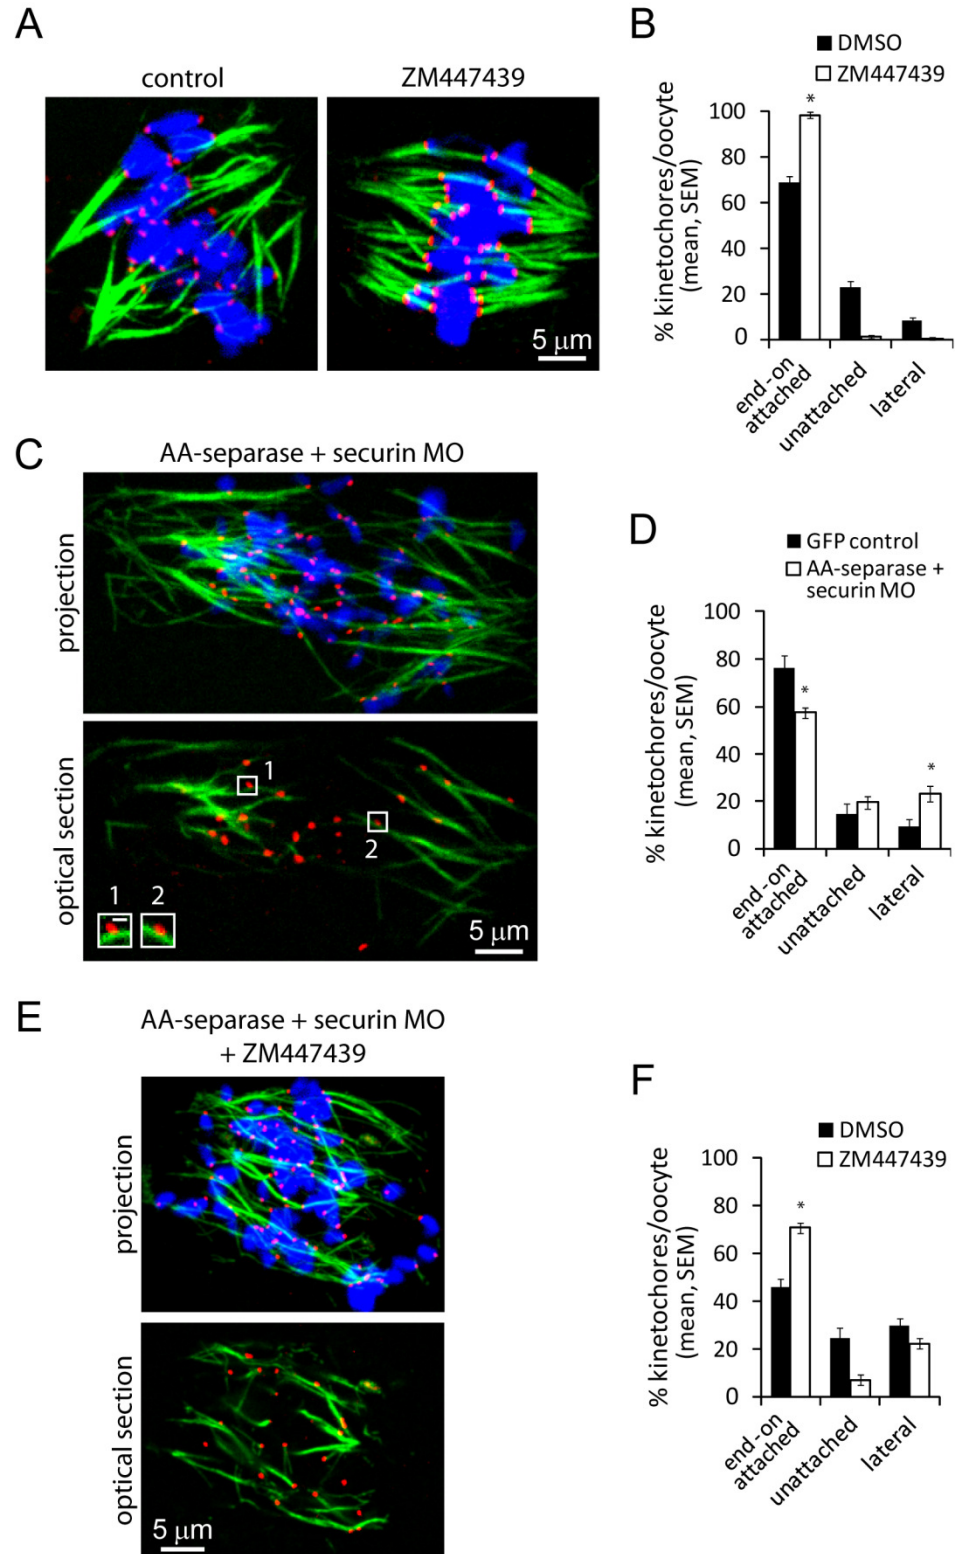 A
control
ZM447439
5 μm
B
DMSO
ZM447439
% kinetochores/oocyte
(mean, SEM)
100
80
60
40
20
0
*
end-on
attached
unattached
lateral
C
AA-separase + securin MO
projection
optical section
1
2
1
2
5 μm
D
GFP control
AA-separase +
securin MO
% kinetochores/oocyte
(mean, SEM)
100
80
60
40
20
0
*
*
end-on
attached
unattached
lateral
E
AA-separase + securin MO
+ ZM447439
projection
optical section
5 μm
F
DMSO
ZM447439
% kinetochores/oocyte
(mean, SEM)
100
80
60
40
20
0
*
end-on
attached
unattached
lateral